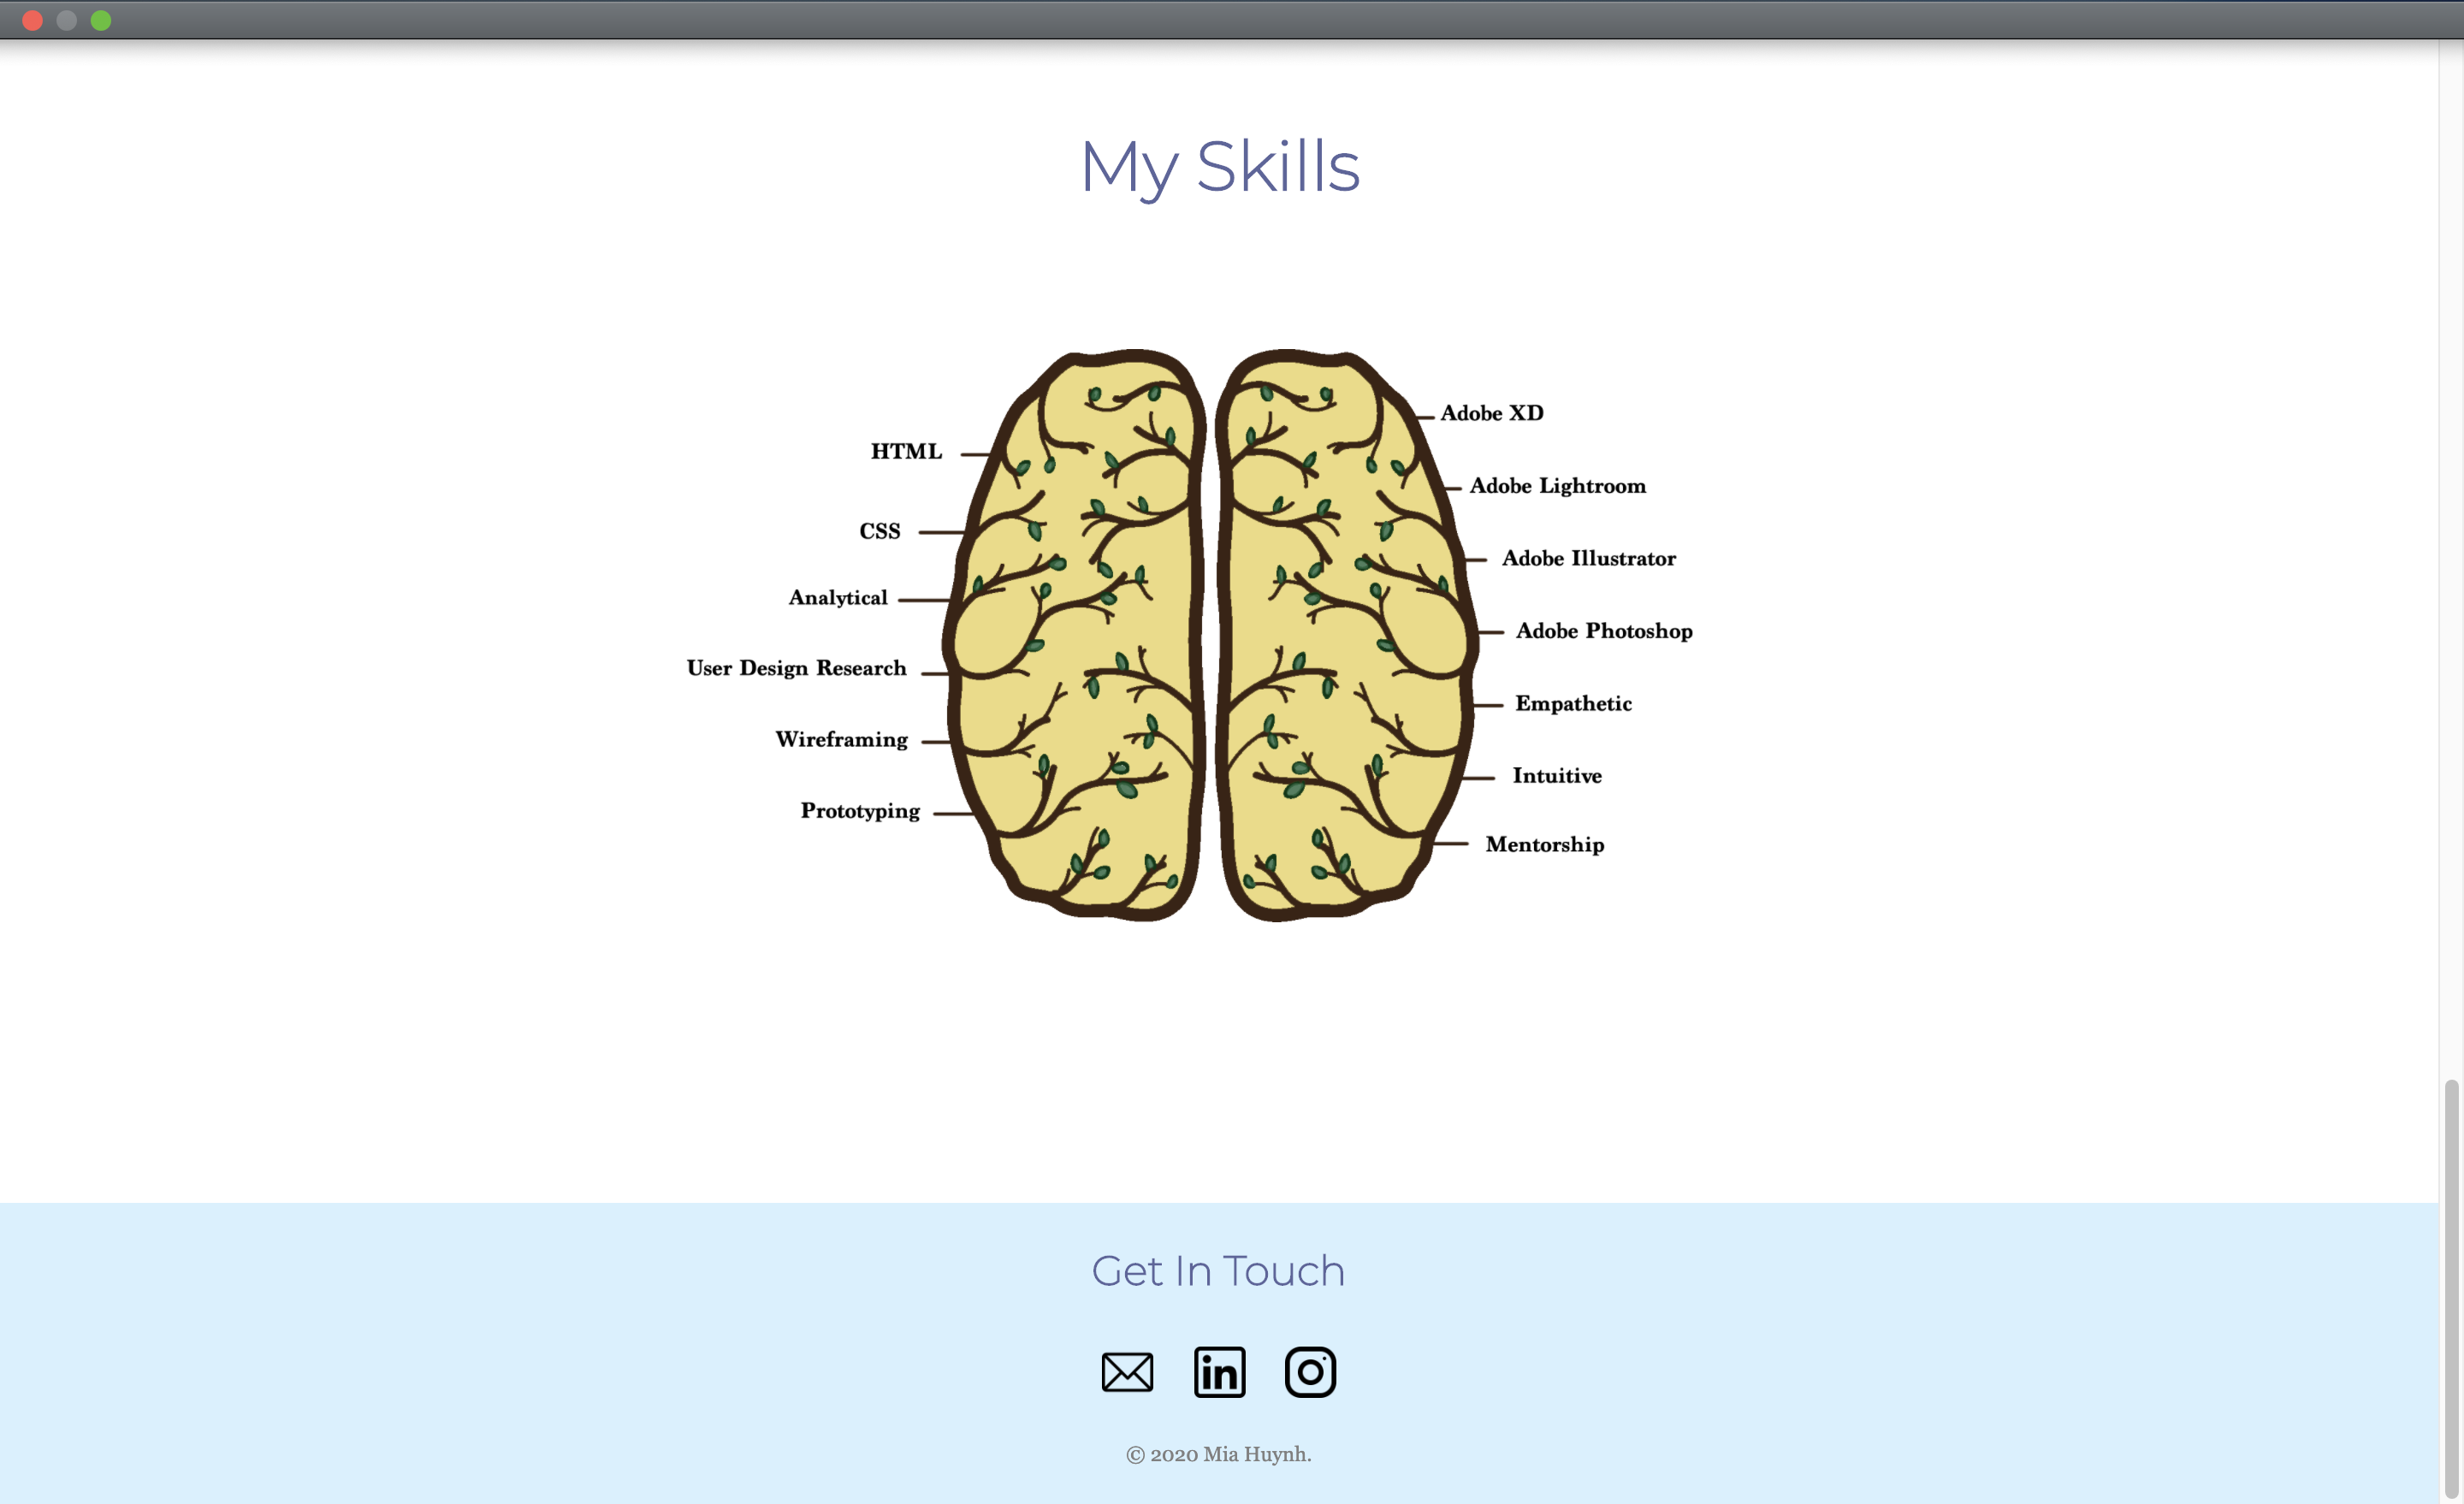 My Skills
HTML
CSS
Analytical
User Design Research
Wireframing
Prototyping
Adobe XD
Adobe Lightroom
Adobe Illustrator
Adobe Photoshop
Empathetic
Intuitive
Mentorship
Get In Touch
in
© 2020 Mia Huynh.